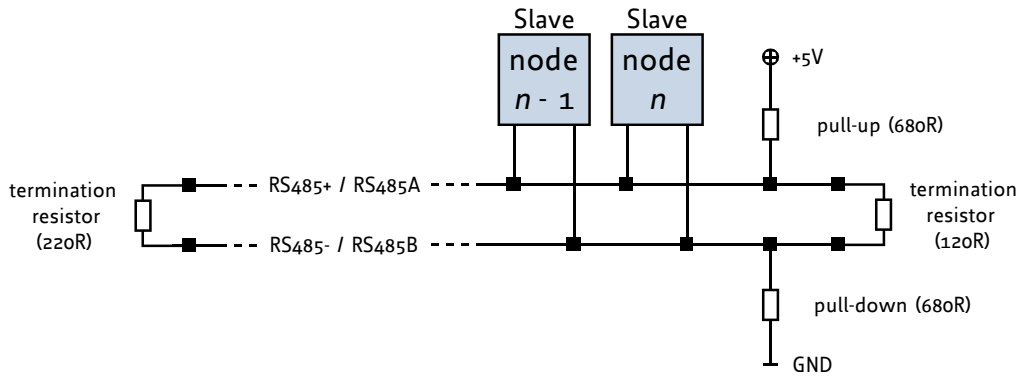 Slave
Slave
node
n - 1
node
n
+5V
pull-up (680R)
termination
resistor
(220R)
RS485+ / RS485A
RS485- / RS485B
termination
resistor
(120R)
pull-down (680R)
GND